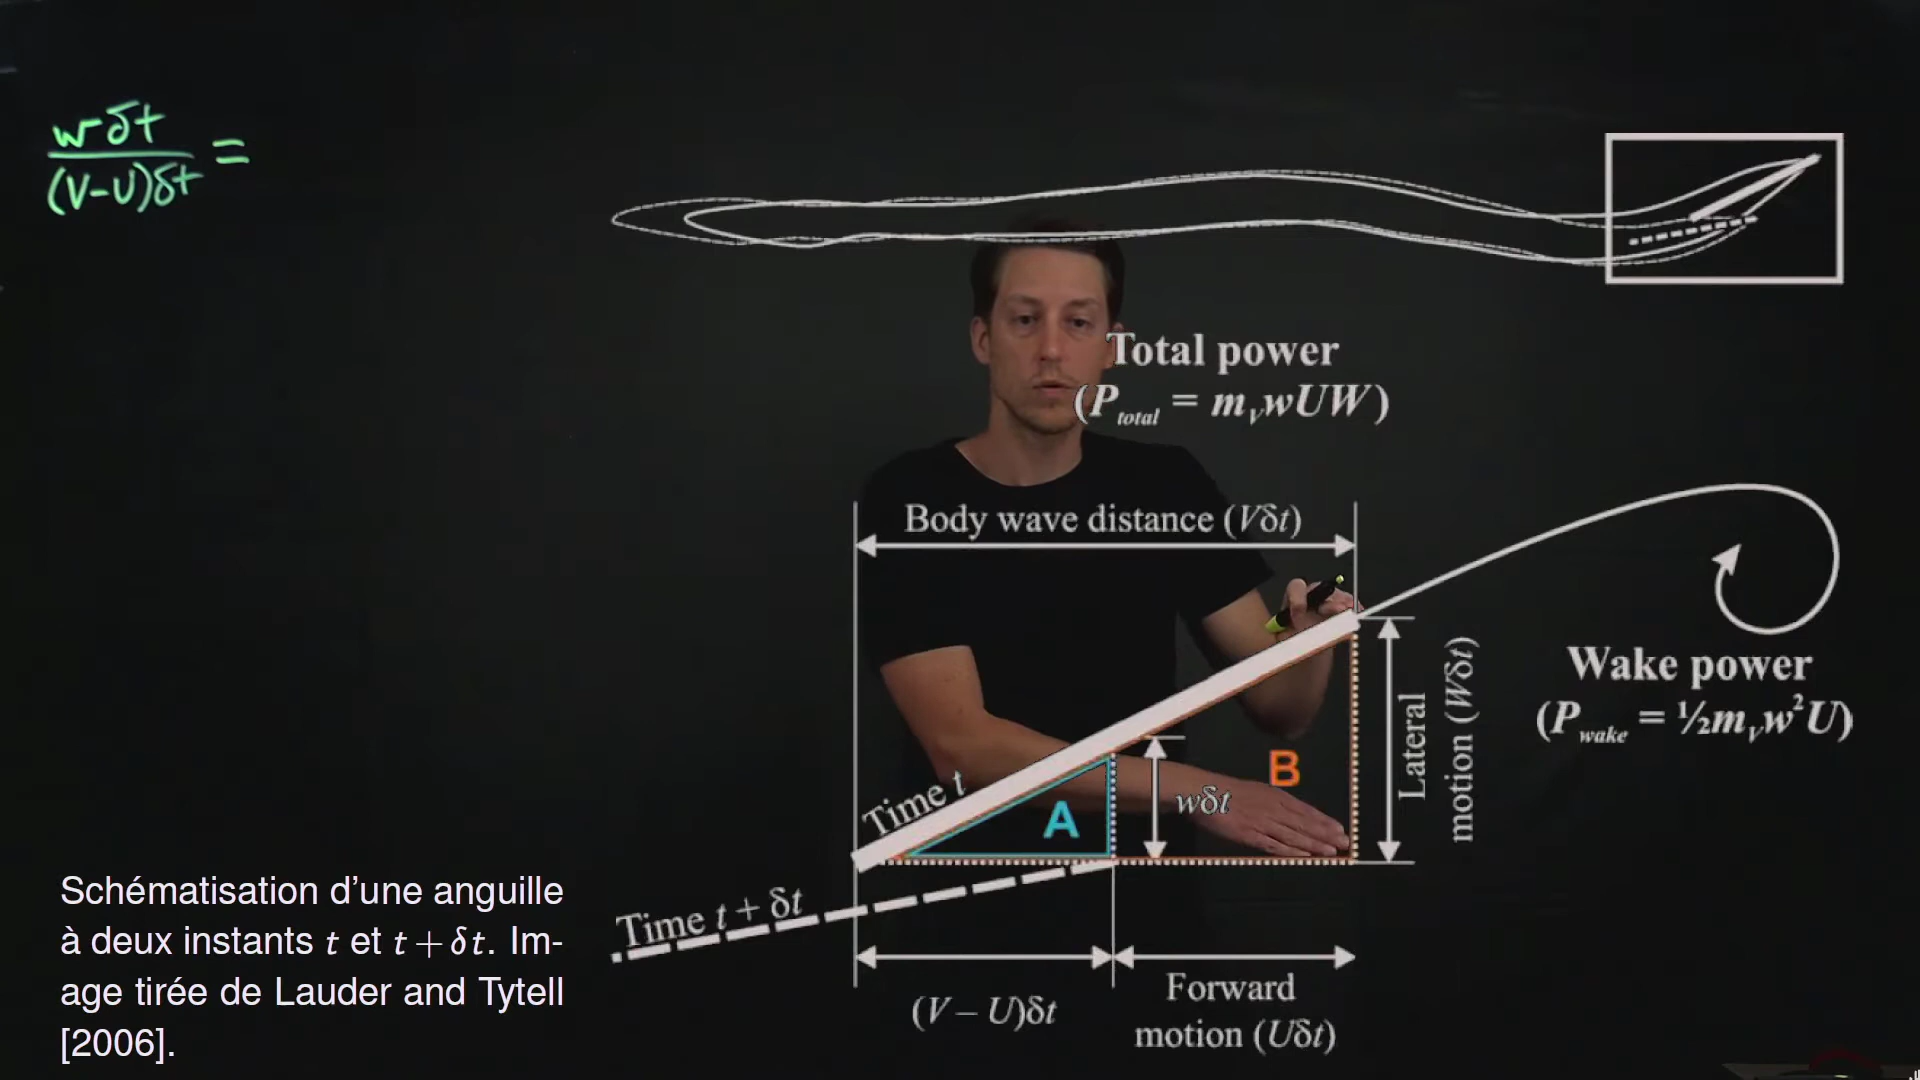 wδt
(V-U)δt =
Total power
(P_total = m_V wUW)
Body wave distance (Vδt)
Lateral
motion (Wδt)
Wake power
(P_wake = ½m_V w²U)
B
Time t
A
wδt
Time t + δt
(V – U)δt
Forward
motion (Uδt)
Schématisation d’une anguille
à deux instants t et t + δt. Im-
age tirée de Lauder and Tytell
[2006].